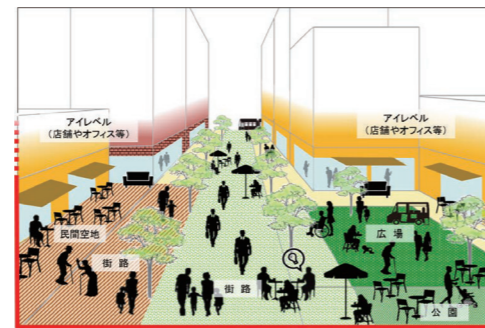 アイレベル
(店舗やオフィス等)
アイレベル
(店舗やオフィス等)
民間空地
広場
街路
街路
公園